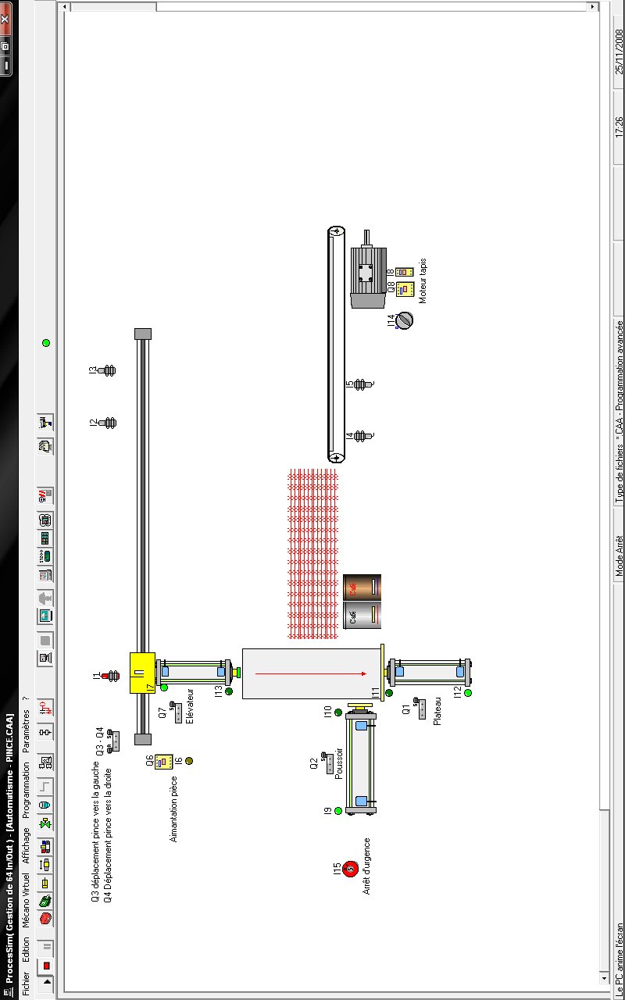 ProcesSim( Gestion de 64 In/Out ) - [Automatisme - PINCE.CAA]
Fichier Edition Mécano Virtuel Affichage Programmation Paramètres ?
Q3 déplacement pince vers la gauche
Q4 Déplacement pince vers la droite
Q3 - Q4
I1
I2
I3
Q6
I6
Aimantation pièce
Q7
Elévateur
I7
I13
I15
Arrêt d'urgence
I9
Q2
Poussoir
I10
I11
Q1
Plateau
I12
Café
Café
I4
I5
I14
Q8
I8
Moteur tapis
Le PC anime l'écran
Mode Arrêt
Type de fichiers *.CAA - Programmation avancée
17:26
25/11/2008